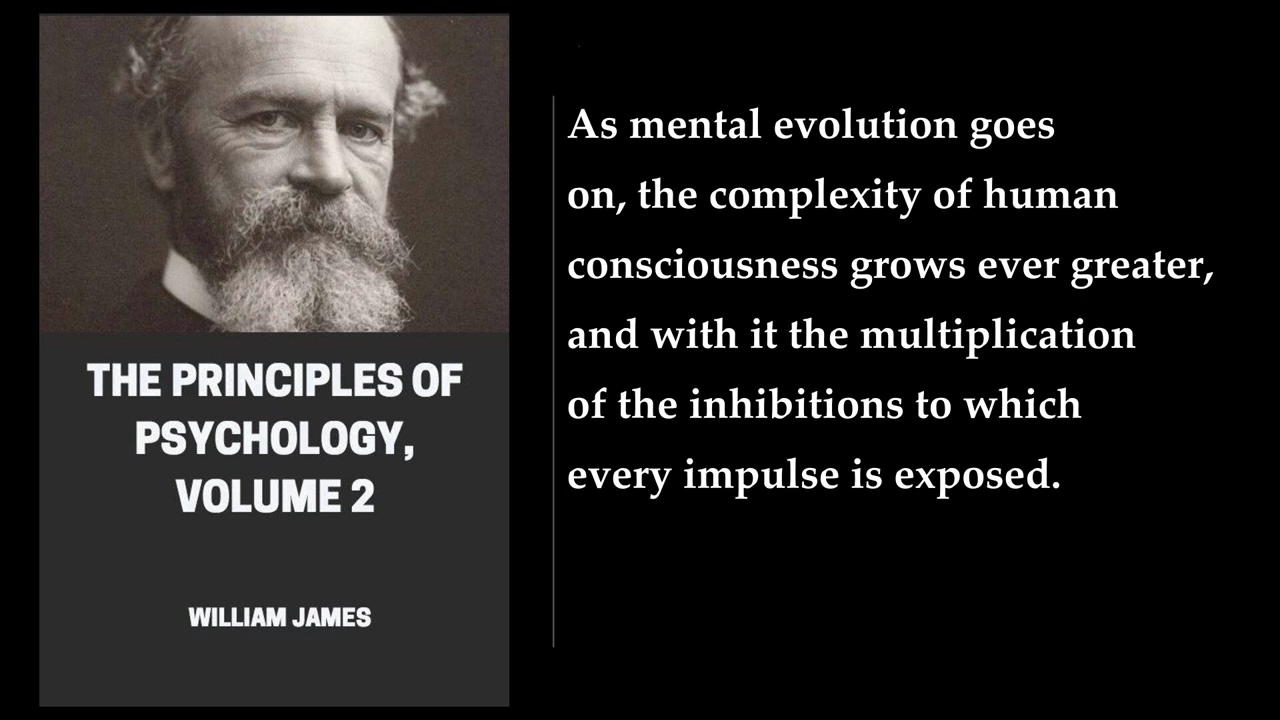 THE PRINCIPLES OF
PSYCHOLOGY,
VOLUME 2
WILLIAM JAMES
As mental evolution goes
on, the complexity of human
consciousness grows ever greater,
and with it the multiplication
of the inhibitions to which
every impulse is exposed.